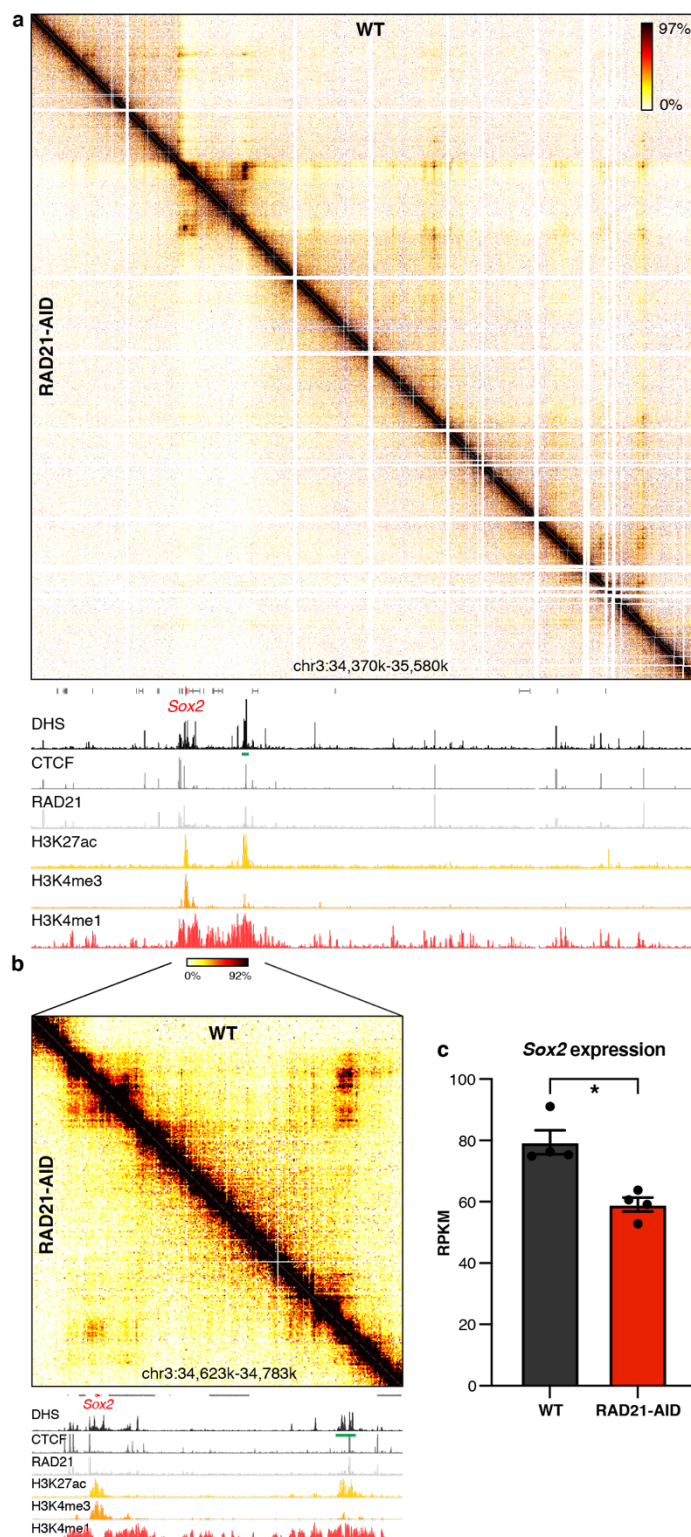 a
WT
97%
0%
RAD21-AID
chr3:34,370k-35,580k
Sox2
DHS
CTCF
RAD21
H3K27ac
H3K4me3
H3K4me1
b
0% 92%
WT
RAD21-AID
chr3:34,623k-34,783k
Sox2
DHS
CTCF
RAD21
H3K27ac
H3K4me3
H3K4me1
c
Sox2 expression
*
RPKM
100
80
60
40
20
0
WT RAD21-AID